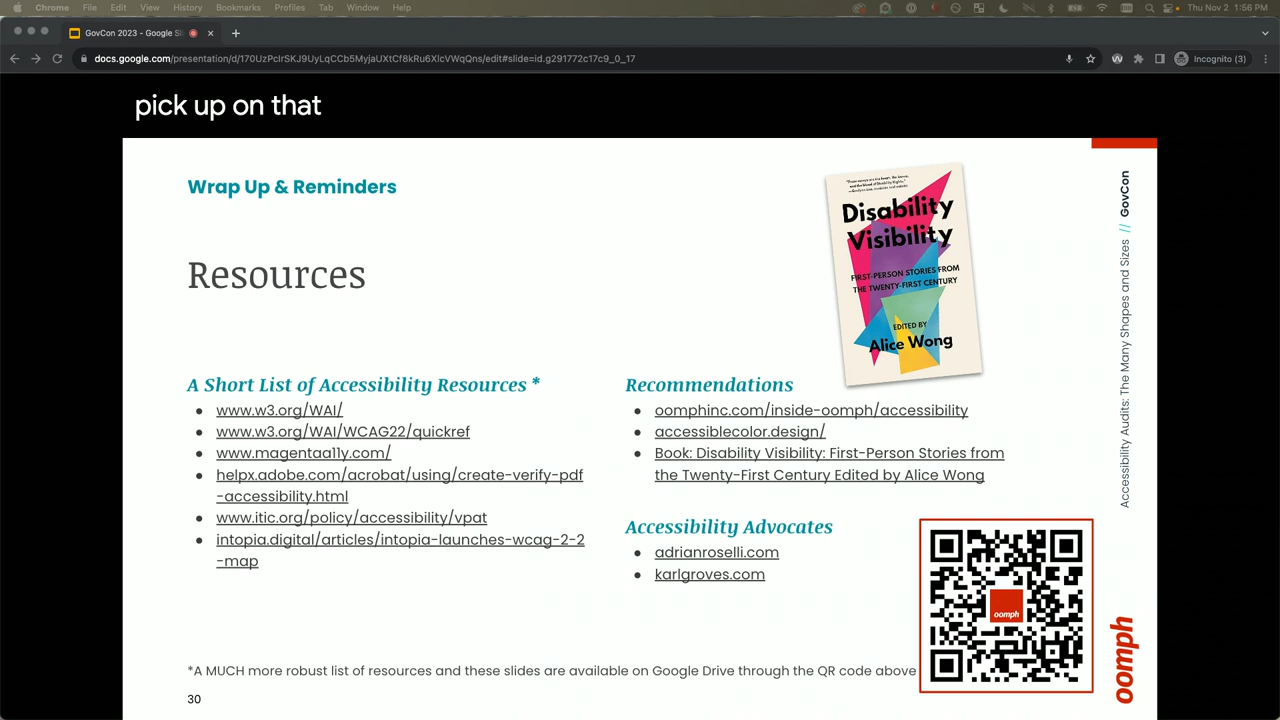 Chrome File Edit View History Bookmarks Profiles Tab Window Help Thu Nov 2 1:56 PM
GovCon 2023 - Google Sl
docs.google.com/presentation/d/170UzPcIrSKJ9UyLqCCb5MyjaUXtCf8kRu6XIcVWqQns/edit#slide=id.g291772c17c9_0_17 Incognito (3)
pick up on that
Wrap Up & Reminders
Resources
Disability
Visibility
FIRST-PERSON STORIES FROM
THE TWENTY-FIRST CENTURY
EDITED BY
Alice Wong
A Short List of Accessibility Resources *
www.w3.org/WAI/
www.w3.org/WAI/WCAG22/quickref
www.magentaa11y.com/
helpx.adobe.com/acrobat/using/create-verify-pdf
-accessibility.html
www.itic.org/policy/accessibility/vpat
intopia.digital/articles/intopia-launches-wcag-2-2
-map
Recommendations
oomphinc.com/inside-oomph/accessibility
accessiblecolor.design/
Book: Disability Visibility: First-Person Stories from
the Twenty-First Century Edited by Alice Wong
Accessibility Advocates
adrianroselli.com
karlgroves.com
oomph
*A MUCH more robust list of resources and these slides are available on Google Drive through the QR code above
30
Accessibility Audits: The Many Shapes and Sizes // GovCon
oomph